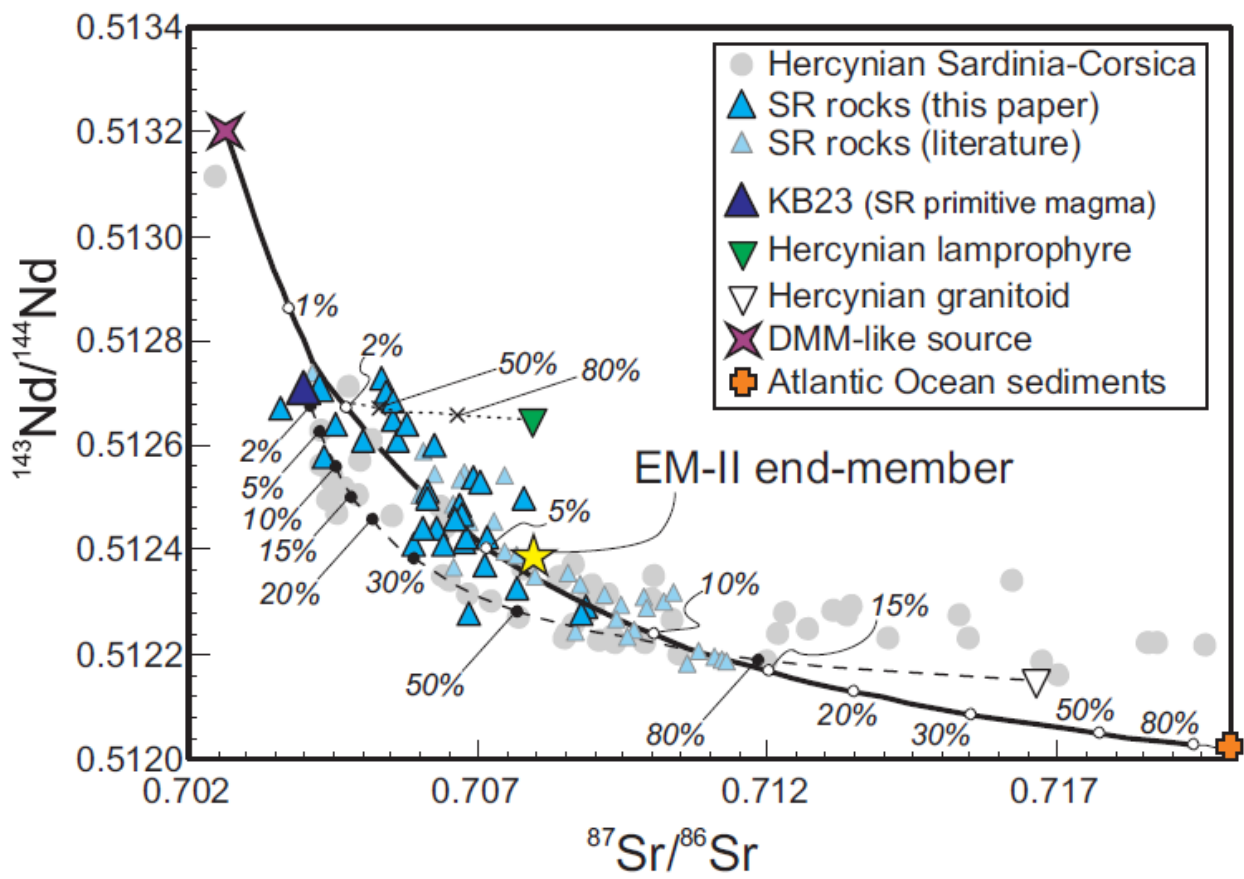 0.5134
0.5132
0.5130
0.5128
0.5126
0.5124
0.5122
0.5120
¹⁴³Nd/¹⁴⁴Nd
Hercynian Sardinia-Corsica
SR rocks (this paper)
SR rocks (literature)
KB23 (SR primitive magma)
Hercynian lamprophyre
Hercynian granitoid
DMM-like source
Atlantic Ocean sediments
1%
2%
50%
80%
2%
5%
10%
15%
20%
30%
50%
80%
EM-II end-member
5%
10%
15%
20%
30%
50%
80%
0.702
0.707
0.712
0.717
⁸⁷Sr/⁸⁶Sr